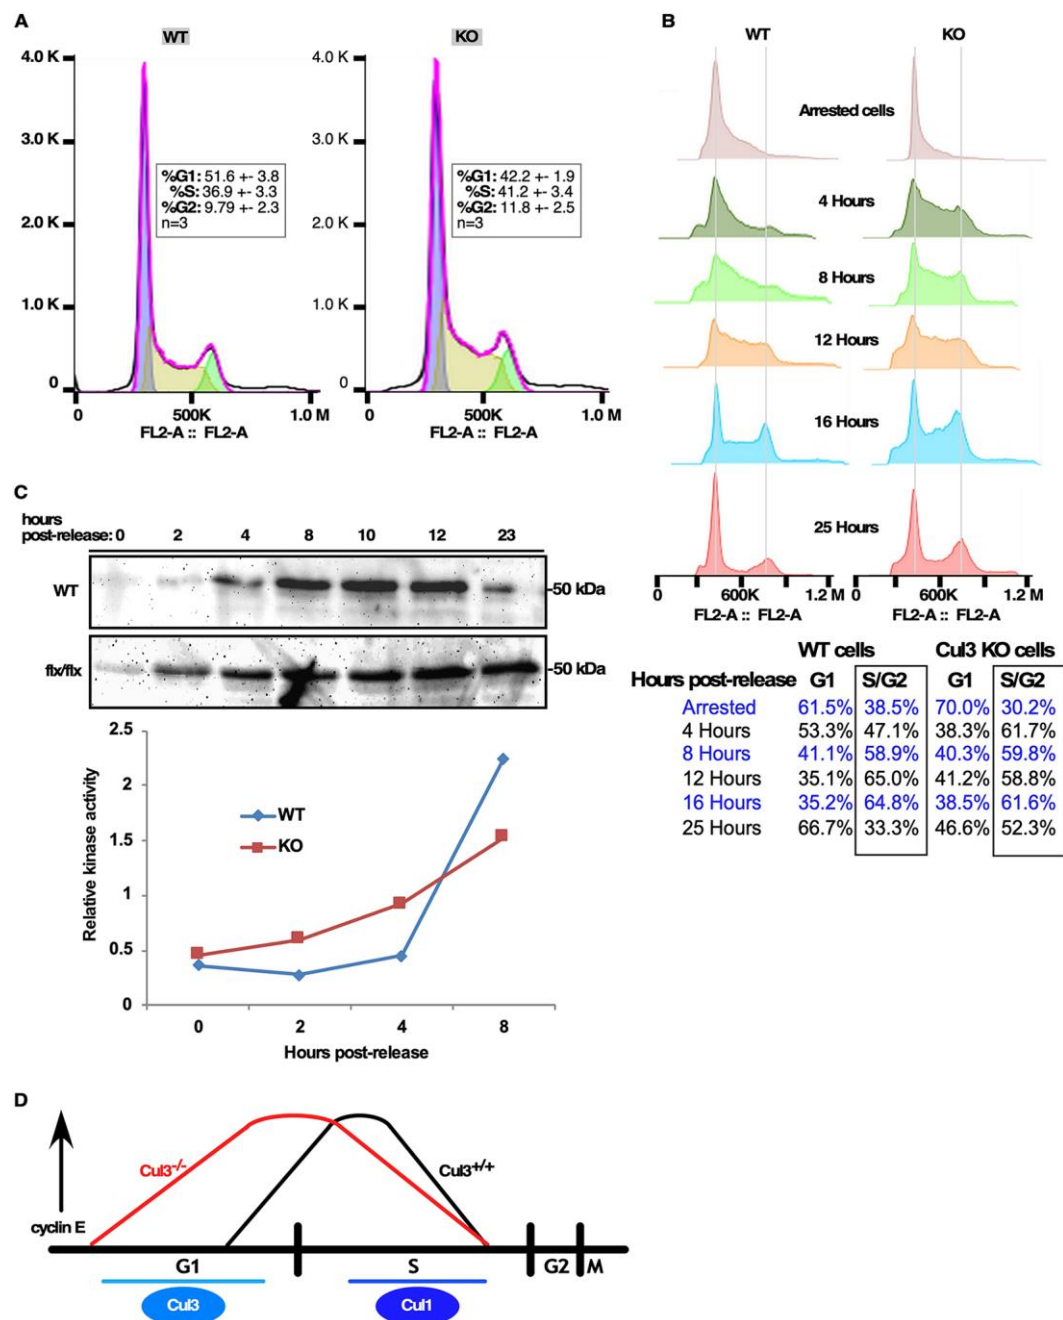 A
WT
KO
4.0 K
3.0 K
2.0 K
1.0 K
0
%G1: 51.6 +- 3.8
%S: 36.9 +- 3.3
%G2: 9.79 +- 2.3
n=3
0
500K
1.0 M
FL2-A :: FL2-A
4.0 K
3.0 K
2.0 K
1.0 K
0
%G1: 42.2 +- 1.9
%S: 41.2 +- 3.4
%G2: 11.8 +- 2.5
n=3
0
500K
1.0 M
FL2-A :: FL2-A
B
WT
KO
Arrested cells
4 Hours
8 Hours
12 Hours
16 Hours
25 Hours
0 600K 1.2 M
FL2-A :: FL2-A
0 600K 1.2 M
FL2-A :: FL2-A
WT cells Cul3 KO cells
Hours post-release G1 S/G2 G1 S/G2
Arrested 61.5% 38.5% 70.0% 30.2%
4 Hours 53.3% 47.1% 38.3% 61.7%
8 Hours 41.1% 58.9% 40.3% 59.8%
12 Hours 35.1% 65.0% 41.2% 58.8%
16 Hours 35.2% 64.8% 38.5% 61.6%
25 Hours 66.7% 33.3% 46.6% 52.3%
C
hours
post-release: 0 2 4 8 10 12 23
WT
-50 kDa
flx/flx
-50 kDa
2.5
2
1.5
1
0.5
0
Relative kinase activity
WT
KO
0 2 4 8
Hours post-release
D
cyclin E
Cul3-/-
Cul3+/+
G1 S G2 M
Cul3 Cul1